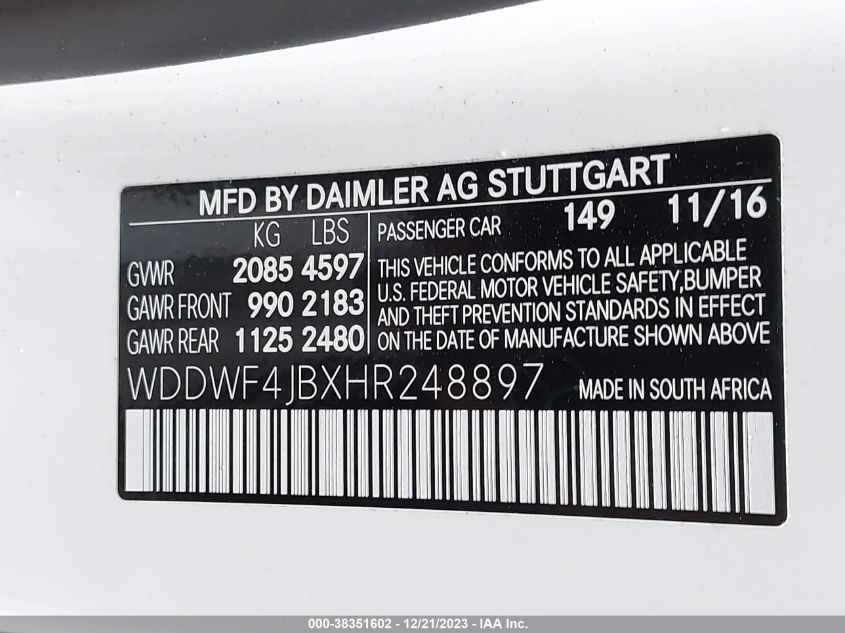 MFD BY DAIMLER AG STUTTGART
KG LBS
GVWR 2085 4597
GAWR FRONT 990 2183
GAWR REAR 1125 2480
PASSENGER CAR 149 11/16
THIS VEHICLE CONFORMS TO ALL APPLICABLE
U.S. FEDERAL MOTOR VEHICLE SAFETY,BUMPER
AND THEFT PREVENTION STANDARDS IN EFFECT
ON THE DATE OF MANUFACTURE SHOWN ABOVE
WDDWF4JBXHR248897 MADE IN SOUTH AFRICA
000-38351602 - 12/21/2023 - IAA Inc.